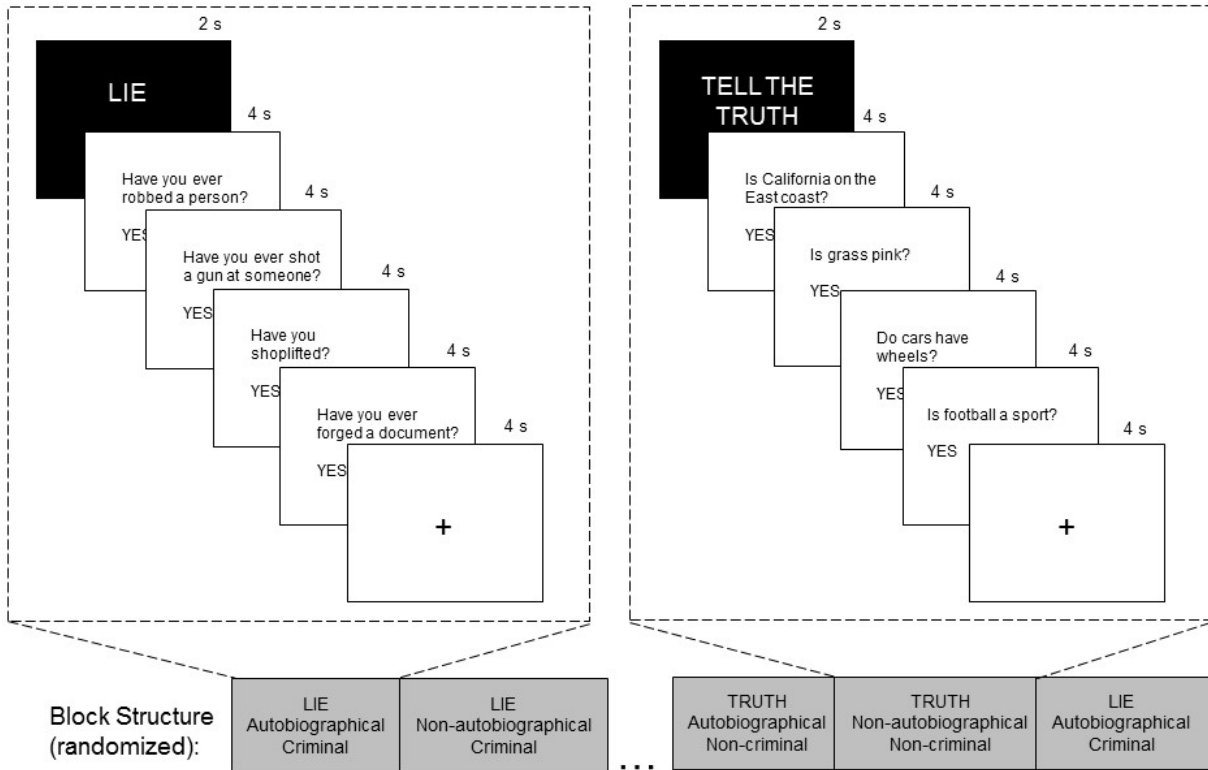 2 s
LIE
4 s
Have you ever
robbed a person?
YES
4 s
Have you ever shot
a gun at someone?
YES
4 s
Have you
shoplifted?
YES
4 s
Have you ever
forged a document?
YES
4 s
+
2 s
TELL THE
TRUTH
4 s
Is California on the
East coast?
YES
4 s
Is grass pink?
YES
4 s
Do cars have
wheels?
YES
4 s
Is football a sport?
YES
4 s
+
Block Structure
(randomized):
LIE
Autobiographical
Criminal
LIE
Non-autobiographical
Criminal
...
TRUTH
Autobiographical
Non-criminal
TRUTH
Non-autobiographical
Non-criminal
LIE
Autobiographical
Criminal